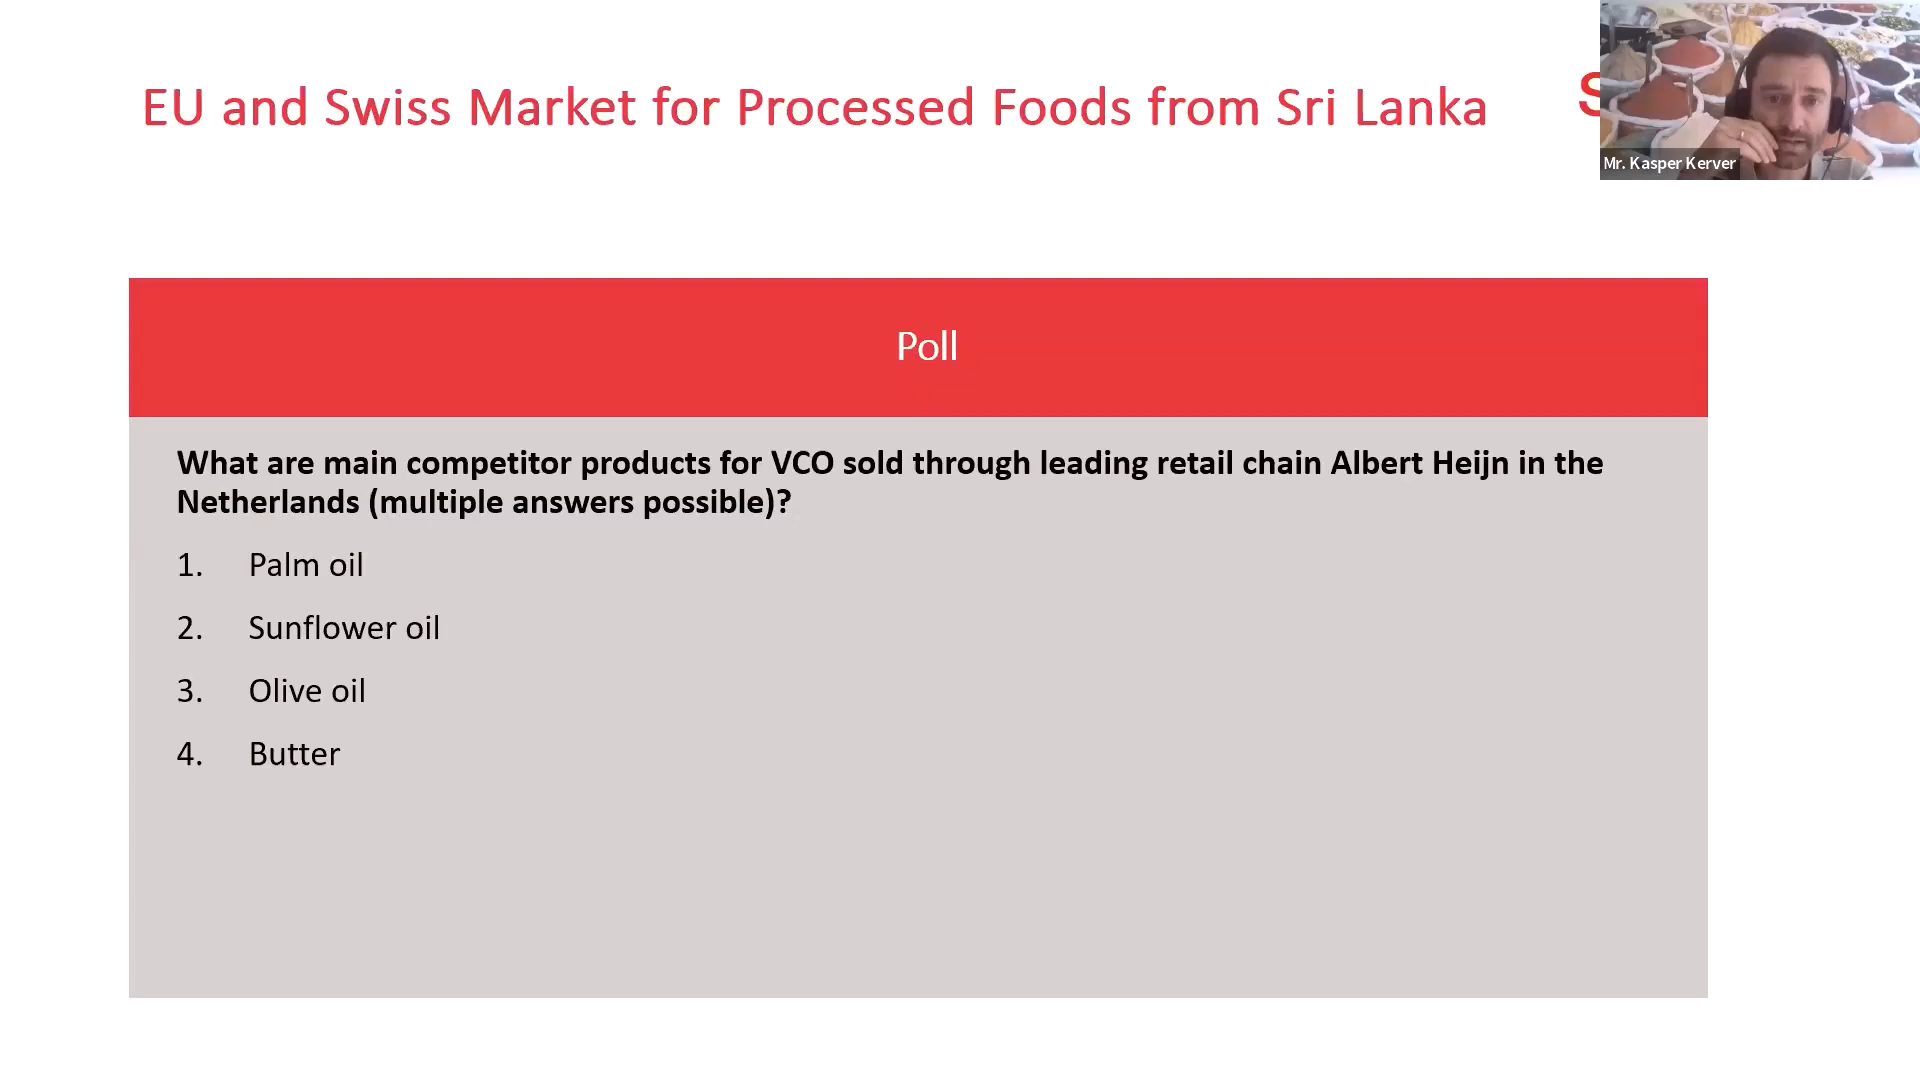 EU and Swiss Market for Processed Foods from Sri Lanka
S
Mr. Kasper Kerver
Poll
What are main competitor products for VCO sold through leading retail chain Albert Heijn in the
Netherlands (multiple answers possible)?
1. Palm oil
2. Sunflower oil
3. Olive oil
4. Butter